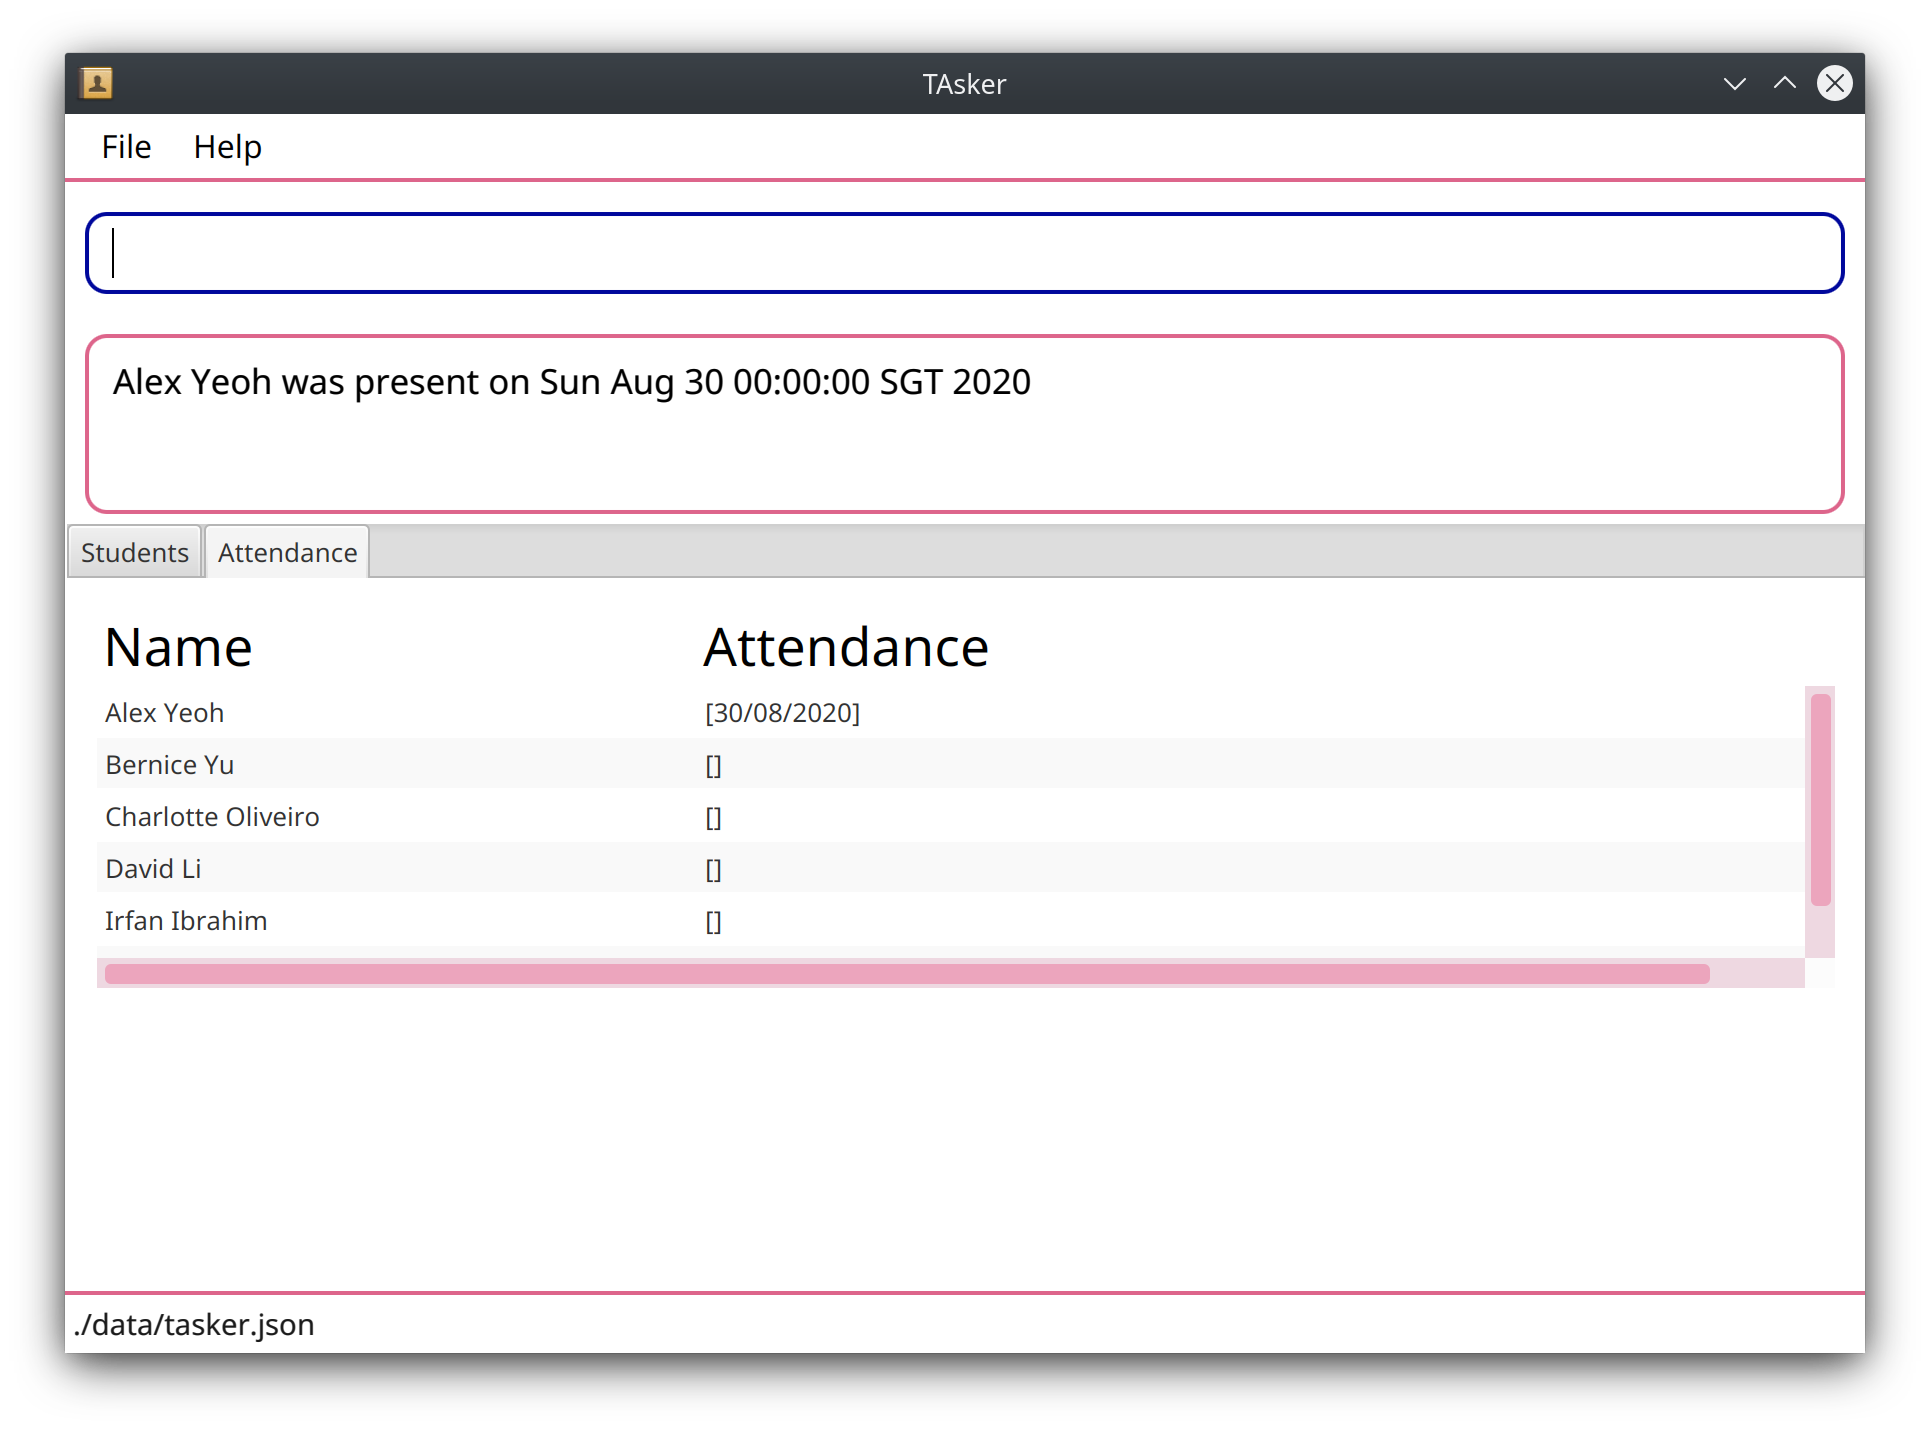 TAsker
File Help
Alex Yeoh was present on Sun Aug 30 00:00:00 SGT 2020
Students Attendance
Name Attendance
Alex Yeoh [30/08/2020]
Bernice Yu []
Charlotte Oliveiro []
David Li []
Irfan Ibrahim []
./data/tasker.json